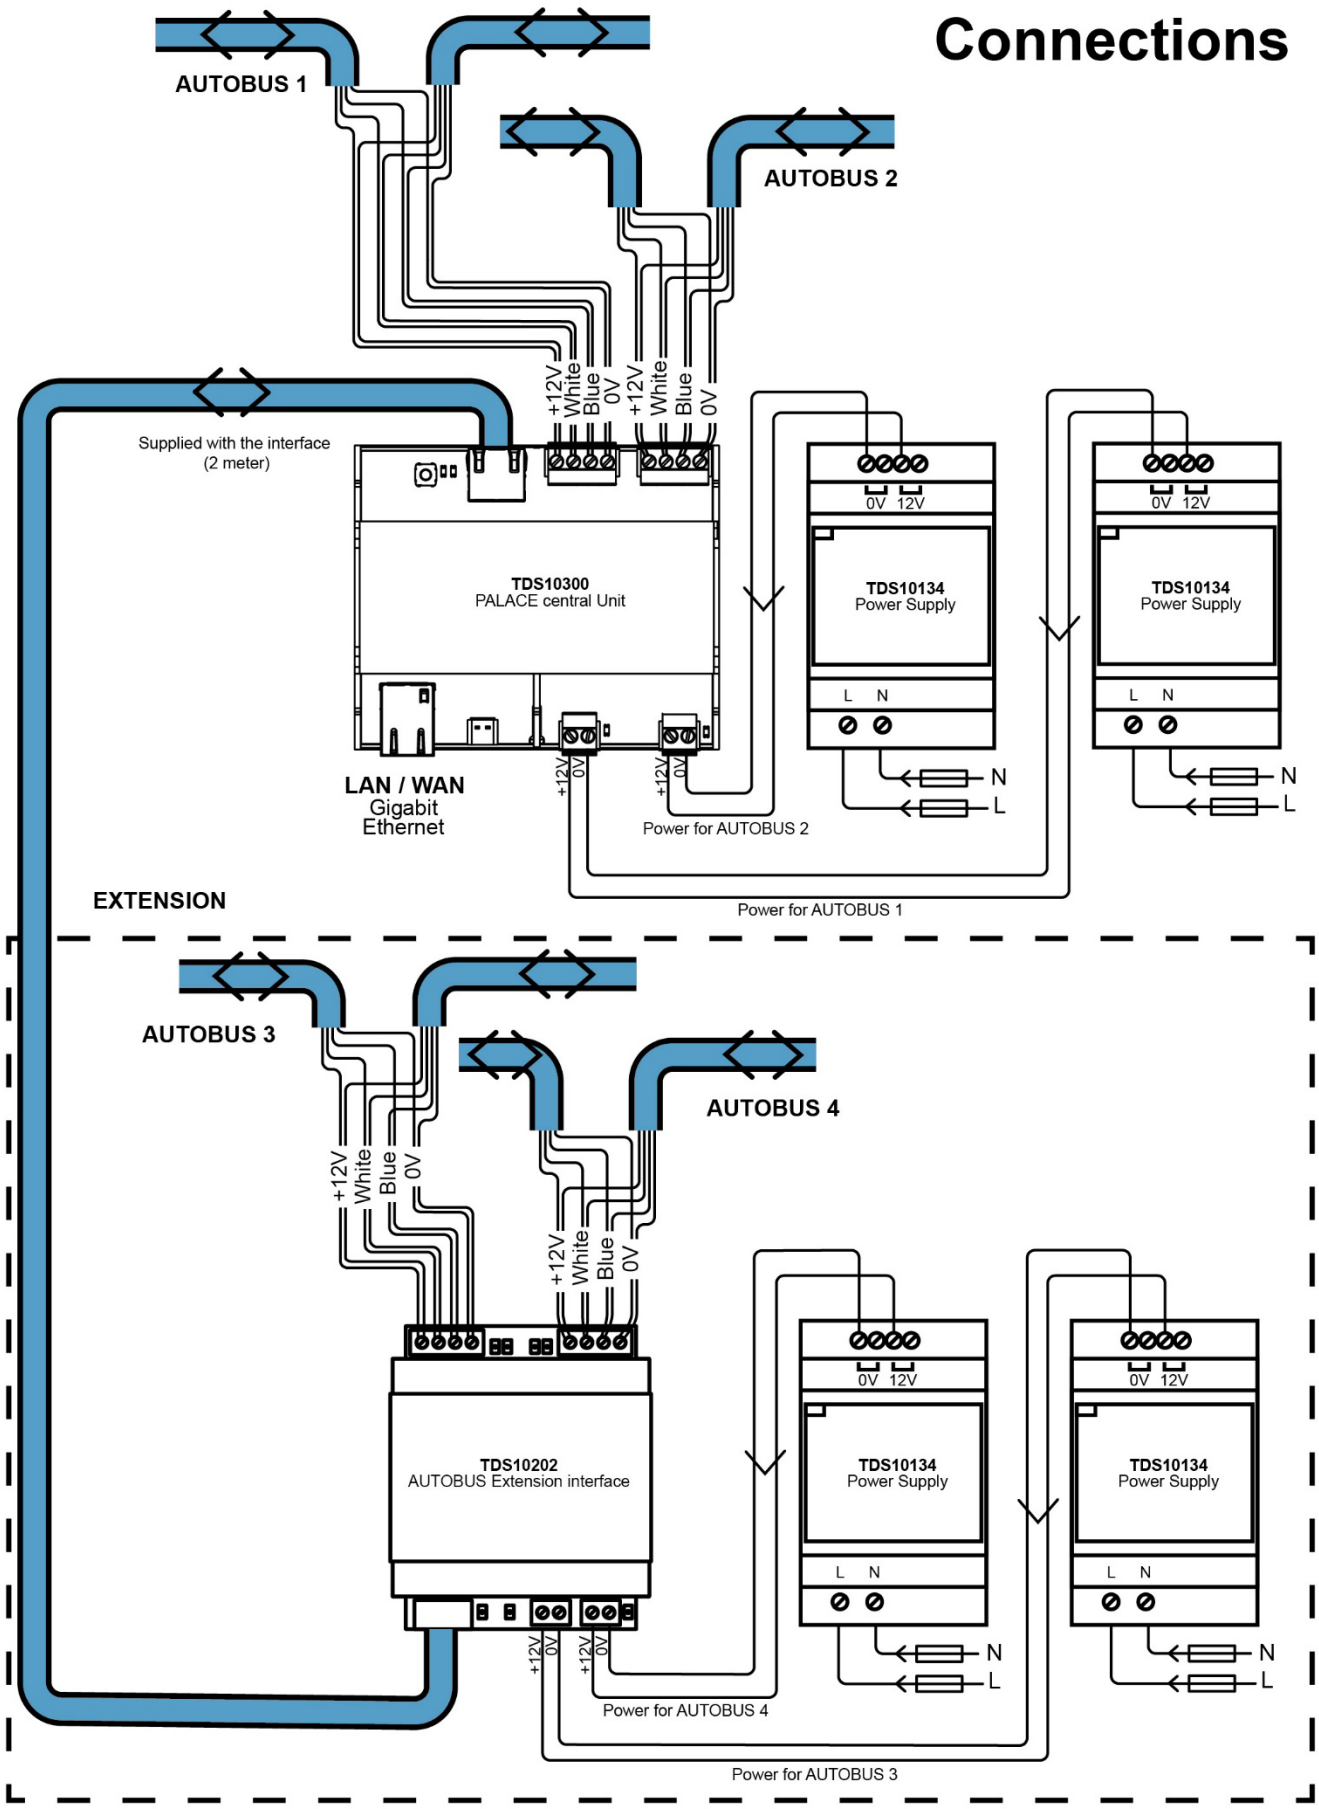 Connections
AUTOBUS 1
AUTOBUS 2
+12V
White
Blue
0V
+12V
White
Blue
0V
Supplied with the interface
(2 meter)
0V 12V
0V 12V
TDS10300
PALACE central Unit
TDS10134
Power Supply
TDS10134
Power Supply
L N
L N
+12V
0V
+12V
0V
N
L
N
L
LAN / WAN
Gigabit
Ethernet
Power for AUTOBUS 2
Power for AUTOBUS 1
EXTENSION
AUTOBUS 3
AUTOBUS 4
+12V
White
Blue
0V
+12V
White
Blue
0V
0V 12V
0V 12V
TDS10202
AUTOBUS Extension interface
TDS10134
Power Supply
TDS10134
Power Supply
L N
L N
+12V
0V
+12V
0V
N
L
N
L
Power for AUTOBUS 4
Power for AUTOBUS 3